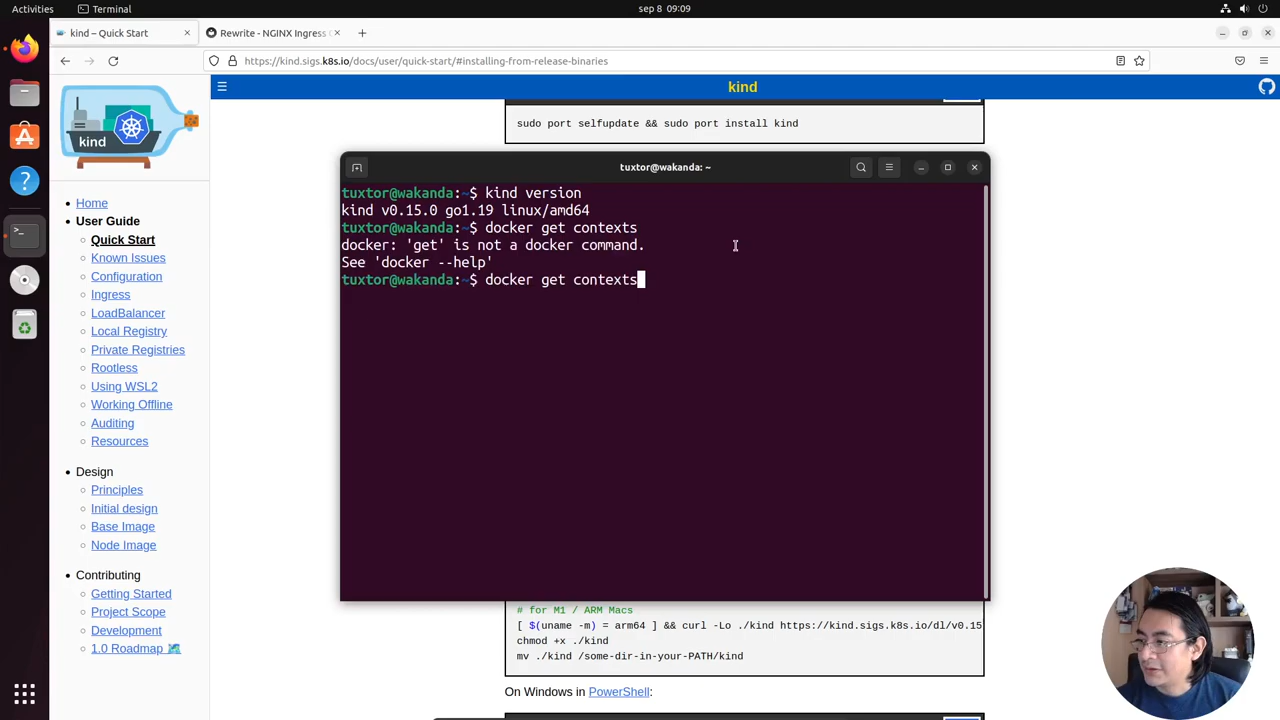 Activities
Terminal
sep 8 09:09
kind – Quick Start
Rewrite - NGINX Ingress C
https://kind.sigs.k8s.io/docs/user/quick-start/#installing-from-release-binaries
kind
kind
sudo port selfupdate && sudo port install kind
Home
User Guide
Quick Start
Known Issues
Configuration
Ingress
LoadBalancer
Local Registry
Private Registries
Rootless
Using WSL2
Working Offline
Auditing
Resources
Design
Principles
Initial design
Base Image
Node Image
Contributing
Getting Started
Project Scope
Development
1.0 Roadmap 🗺️
tuxtor@wakanda: ~
tuxtor@wakanda:~$ kind version
kind v0.15.0 go1.19 linux/amd64
tuxtor@wakanda:~$ docker get contexts
docker: 'get' is not a docker command.
See 'docker --help'
tuxtor@wakanda:~$ docker get contexts
# for M1 / ARM Macs
[ $(uname -m) = arm64 ] && curl -Lo ./kind https://kind.sigs.k8s.io/dl/v0.15
chmod +x ./kind
mv ./kind /some-dir-in-your-PATH/kind
On Windows in PowerShell: